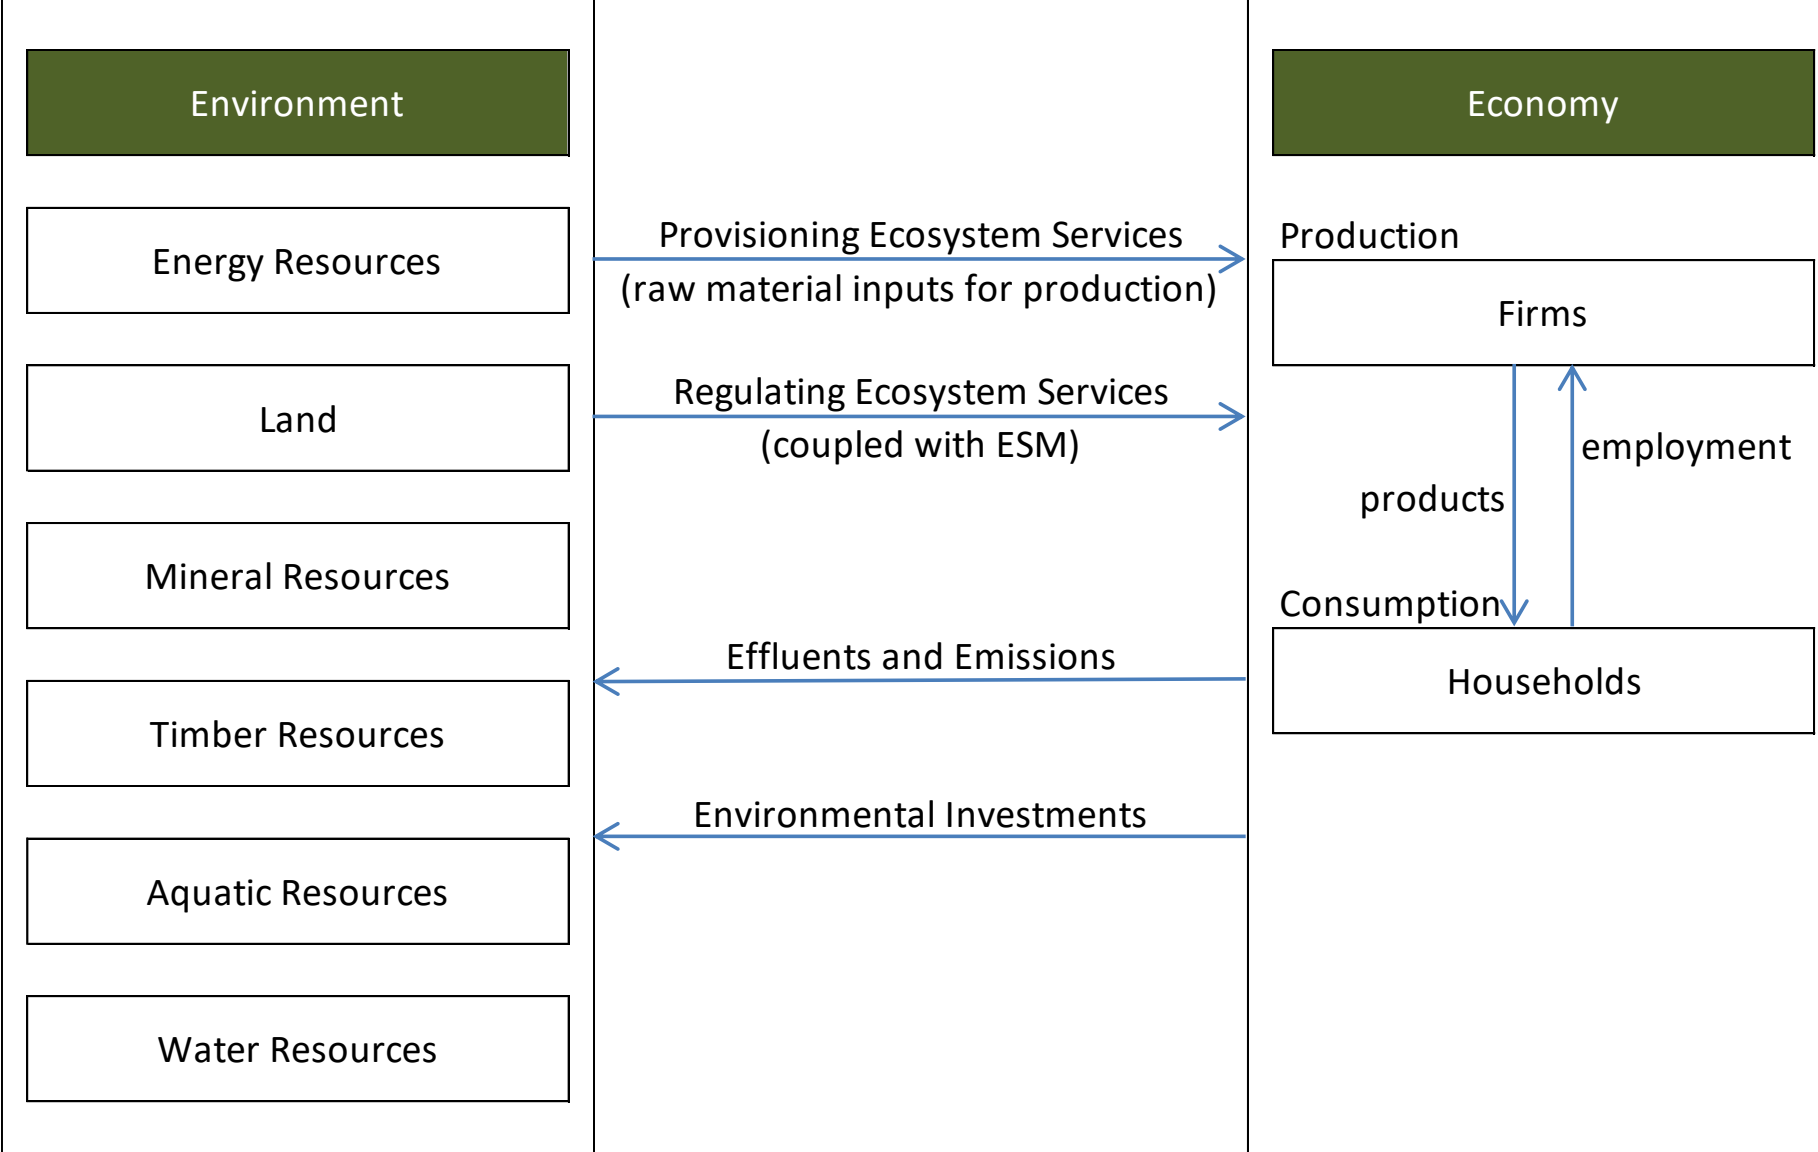 Environment
Energy Resources
Land
Mineral Resources
Timber Resources
Aquatic Resources
Water Resources
Provisioning Ecosystem Services
(raw material inputs for production)
Regulating Ecosystem Services
(coupled with ESM)
Effluents and Emissions
Environmental Investments
Economy
Production
Firms
employment
products
Consumption
Households